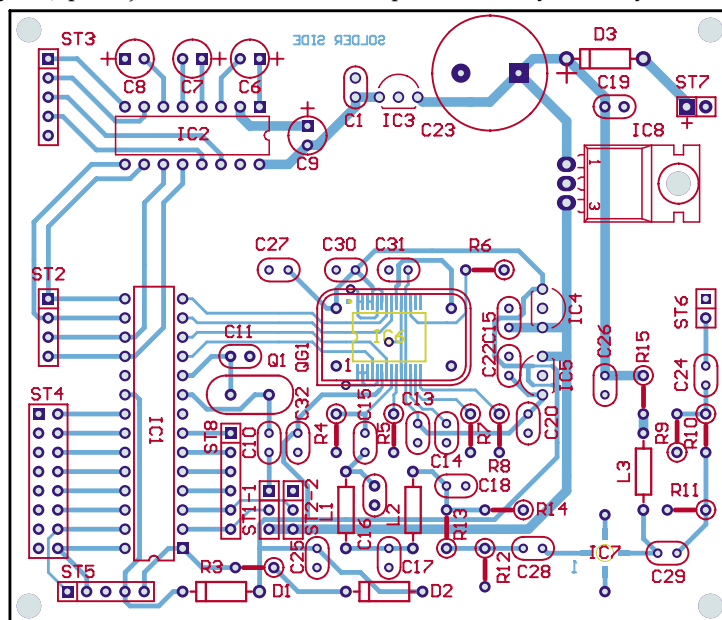 ST3
SOLDER SIDE
D3
C8
C7
C6
C19
ST7
+
+
+
+
+
+
IC2
C1
IC3
C23
IC8
C9
1
3
C27
C30
C31
R6
ST2
ST6
C15
IC4
IC6
C11
Q1
QG1
1
C22
IC5
C26
R15
C24
ST4
IC1
ST8
C10
C32
R4
C15
R5
C13
C14
R7
R8
C20
R9
R10
L3
ST1-1
ST2-2
L1
C16
L2
C18
R13
R14
R11
ST5
R3
C25
D1
C17
D2
R12
C28
1
IC7
C29